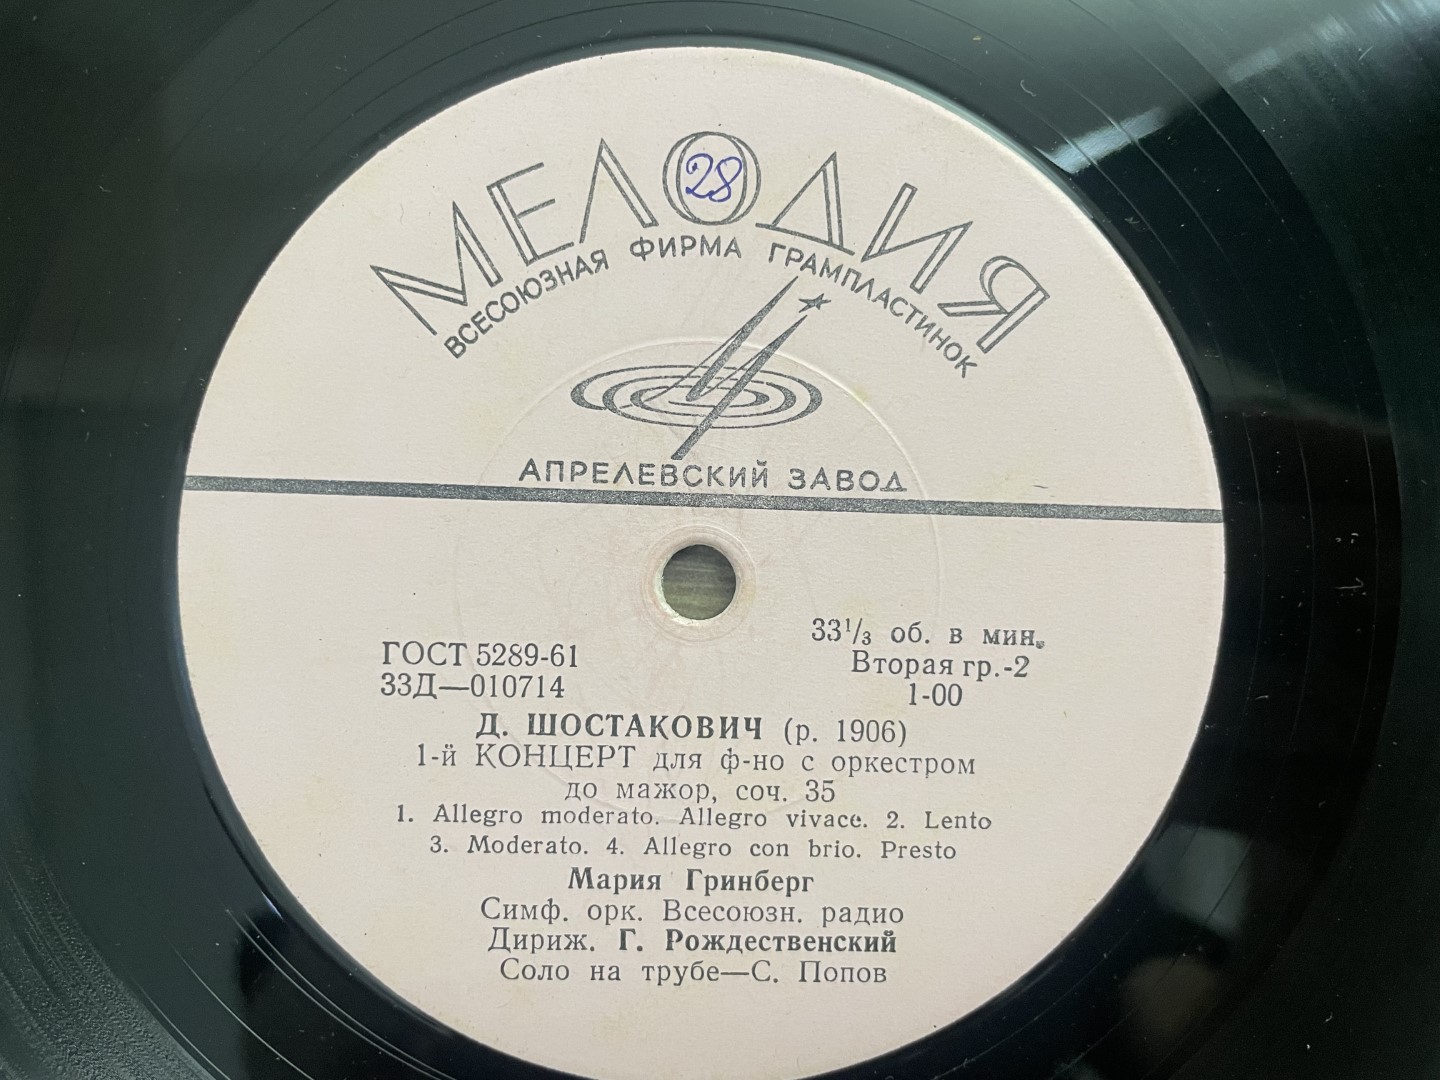 МЕЛОДИЯ
28
ВСЕСОЮЗНАЯ ФИРМА ГРАМПЛАСТИНОК
АПРЕЛЕВСКИЙ ЗАВОД
33⅓ об. в мин.
ГОСТ 5289-61
Вторая гр.-2
33Д—010714
1-00
Д. ШОСТАКОВИЧ (р. 1906)
1-й КОНЦЕРТ для ф-но с оркестром
до мажор, соч. 35
1. Allegro moderato. Allegro vivace. 2. Lento
3. Moderato. 4. Allegro con brio. Presto
Мария Гринберг
Симф. орк. Всесоюзн. радио
Дириж. Г. Рождественский
Соло на трубе—С. Попов